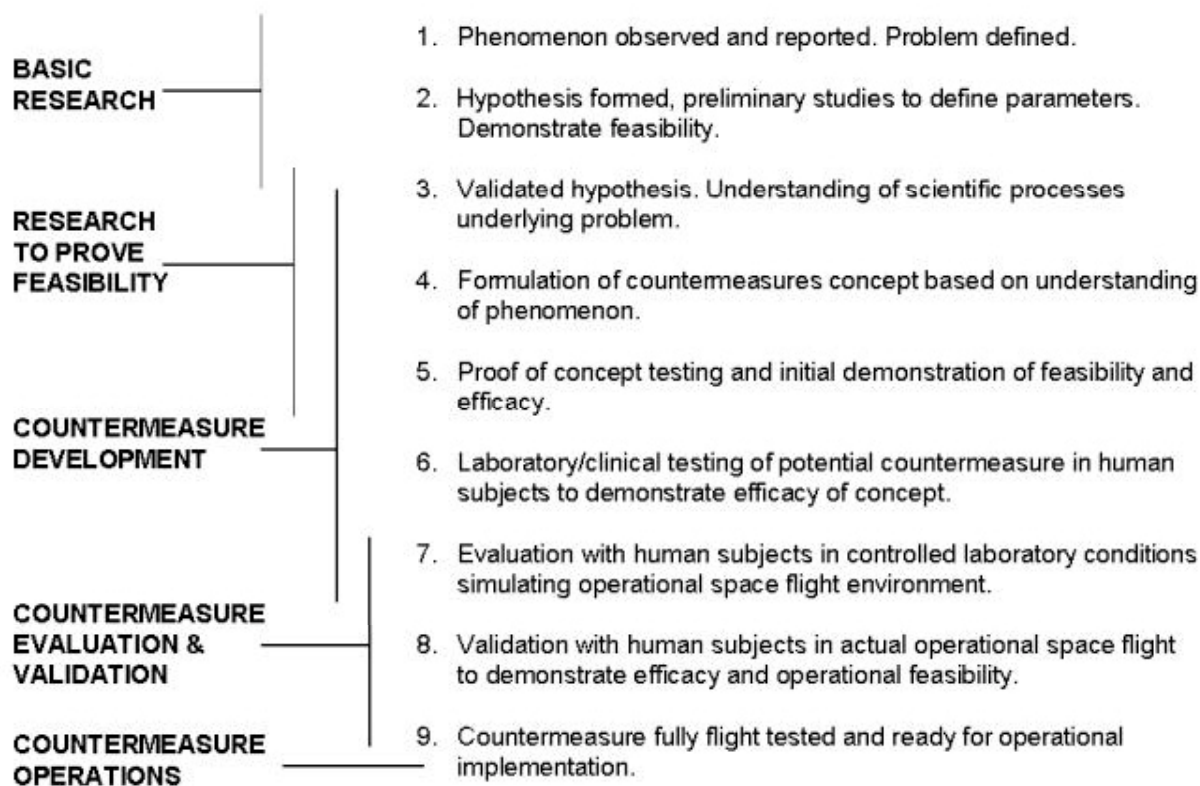 BASIC
RESEARCH
1. Phenomenon observed and reported. Problem defined.
2. Hypothesis formed, preliminary studies to define parameters.
Demonstrate feasibility.
RESEARCH
TO PROVE
FEASIBILITY
3. Validated hypothesis. Understanding of scientific processes
underlying problem.
4. Formulation of countermeasures concept based on understanding
of phenomenon.
5. Proof of concept testing and initial demonstration of feasibility and
efficacy.
COUNTERMEASURE
DEVELOPMENT
6. Laboratory/clinical testing of potential countermeasure in human
subjects to demonstrate efficacy of concept.
7. Evaluation with human subjects in controlled laboratory conditions
simulating operational space flight environment.
COUNTERMEASURE
EVALUATION &
VALIDATION
8. Validation with human subjects in actual operational space flight
to demonstrate efficacy and operational feasibility.
COUNTERMEASURE
OPERATIONS
9. Countermeasure fully flight tested and ready for operational
implementation.